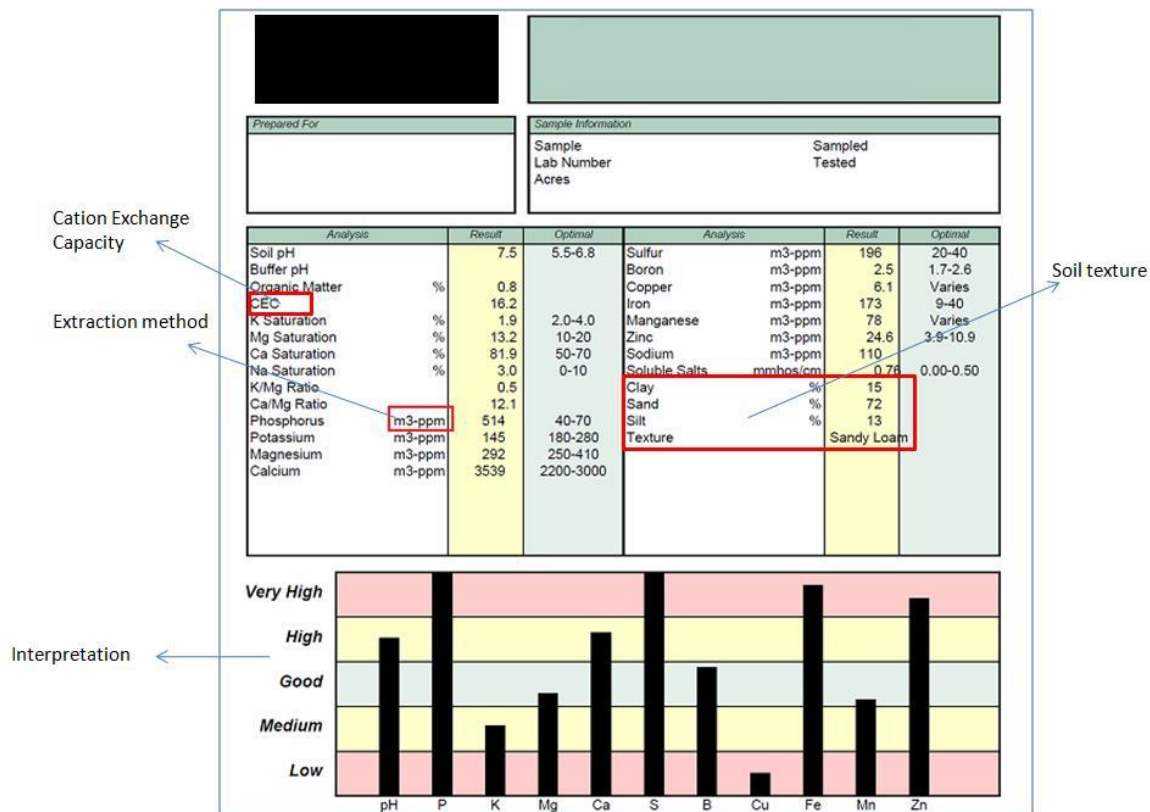 Prepared For
Sample Information
Sample Sampled
Lab Number Tested
Acres
Cation Exchange
Capacity
Extraction method
Interpretation
Soil texture
Analysis Result Optimal Analysis Result Optimal
Soil pH 7.5 5.5-6.8 Sulfur m3-ppm 196 20-40
Buffer pH Boron m3-ppm 2.5 1.7-2.6
Organic Matter % 0.8 Copper m3-ppm 6.1 Varies
CEC 16.2 Iron m3-ppm 173 9-40
K Saturation % 1.9 2.0-4.0 Manganese m3-ppm 78 Varies
Mg Saturation % 13.2 10-20 Zinc m3-ppm 24.6 3.9-10.9
Ca Saturation % 81.9 50-70 Sodium m3-ppm 110
Na Saturation % 3.0 0-10 Soluble Salts mmhos/cm 0.76 0.00-0.50
K/Mg Ratio 0.5 Clay % 15
Ca/Mg Ratio 12.1 Sand % 72
Phosphorus m3-ppm 514 40-70 Silt % 13
Potassium m3-ppm 145 180-280 Texture Sandy Loam
Magnesium m3-ppm 292 250-410
Calcium m3-ppm 3539 2200-3000
Very High
High
Good
Medium
Low
pH P K Mg Ca S B Cu Fe Mn Zn